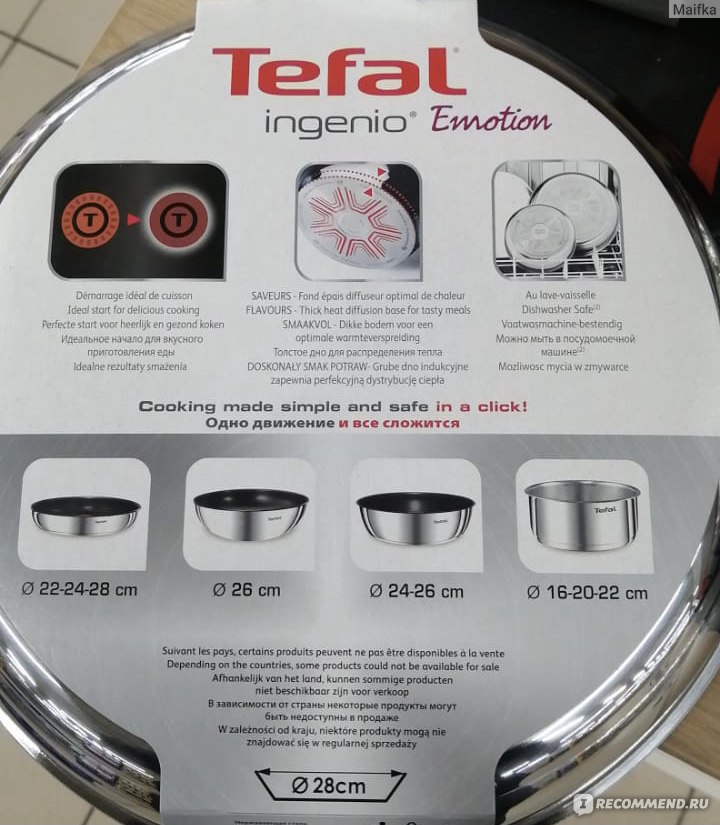 Maifka
Tefal
ingenio® Emotion
T T
Démarrage idéal de cuisson
Ideal start for delicious cooking
Perfecte start voor heerlijk en gezond koken
Идеальное начало для вкусного
приготовления еды
Idealne rezultaty smażenia
SAVEURS - Fond épais diffuseur optimal de chaleur
FLAVOURS - Thick heat diffusion base for tasty meals
SMAAKVOL - Dikke bodem voor een
optimale warmteverspreiding
Толстое дно для распределения тепла
DOSKONAŁY SMAK POTRAW- Grube dno indukcyjne
zapewnia perfekcyjną dystrybucję ciepła
Au lave-vaisselle
Dishwasher Safe(2)
Vaatwasmachine-bestendig
Можно мыть в посудомоечной
машине(2)
Możliwosc mycia w zmywarce
Cooking made simple and safe in a click!
Одно движение и все сложится
Tefal
Ø 22-24-28 cm
Ø 26 cm
Ø 24-26 cm
Ø 16-20-22 cm
Suivant les pays, certains produits peuvent ne pas être disponibles à la vente
Depending on the countries, some products could not be available for sale
Afhankelijk van het land, kunnen sommige producten
niet beschikbaar zijn voor verkoop
В зависимости от страны некоторые продукты могут
быть недоступны в продаже
W zależności od kraju, niektóre produkty mogą nie
znajdować się w regularnej sprzedaży
Ø 28cm
I RECOMMEND.RU